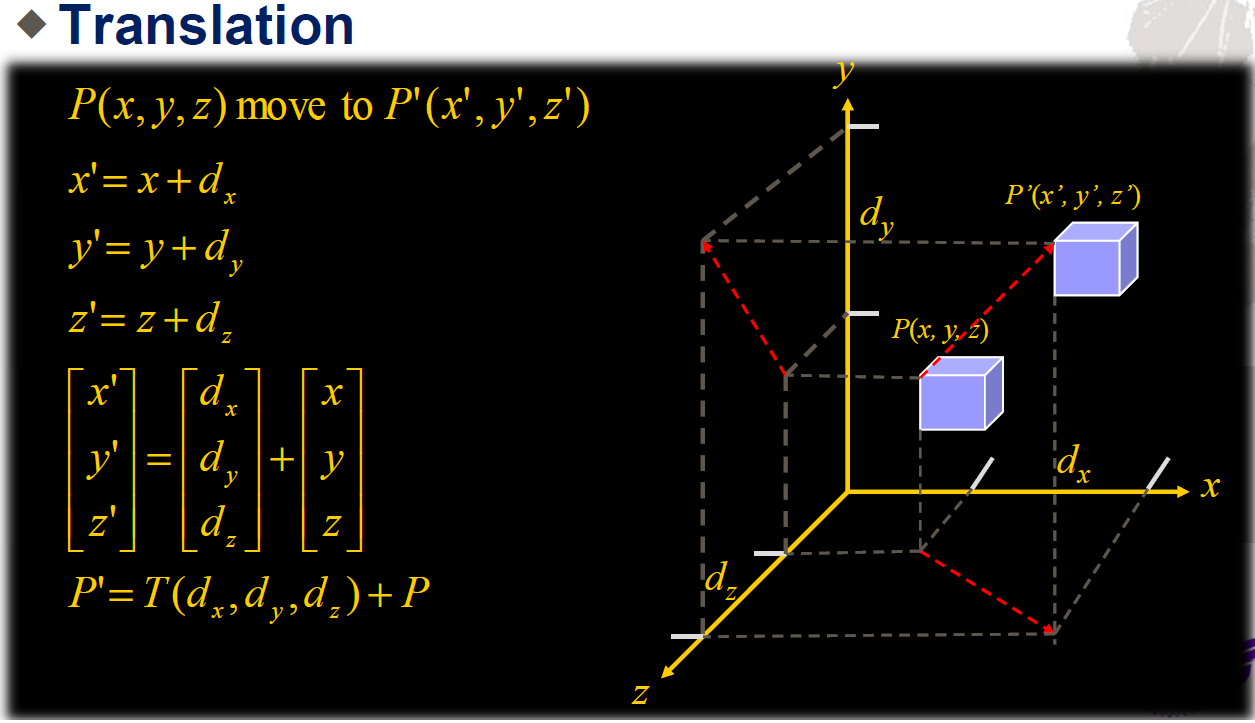 Translation
P(x, y, z) move to P'(x', y', z')
x' = x + d_x
y' = y + d_y
z' = z + d_z
[x' y' z'] = [d_x d_y d_z] + [x y z]
P' = T(d_x, d_y, d_z) + P
y
d_y
P’(x’, y’, z’)
P(x, y, z)
d_x
x
d_z
z